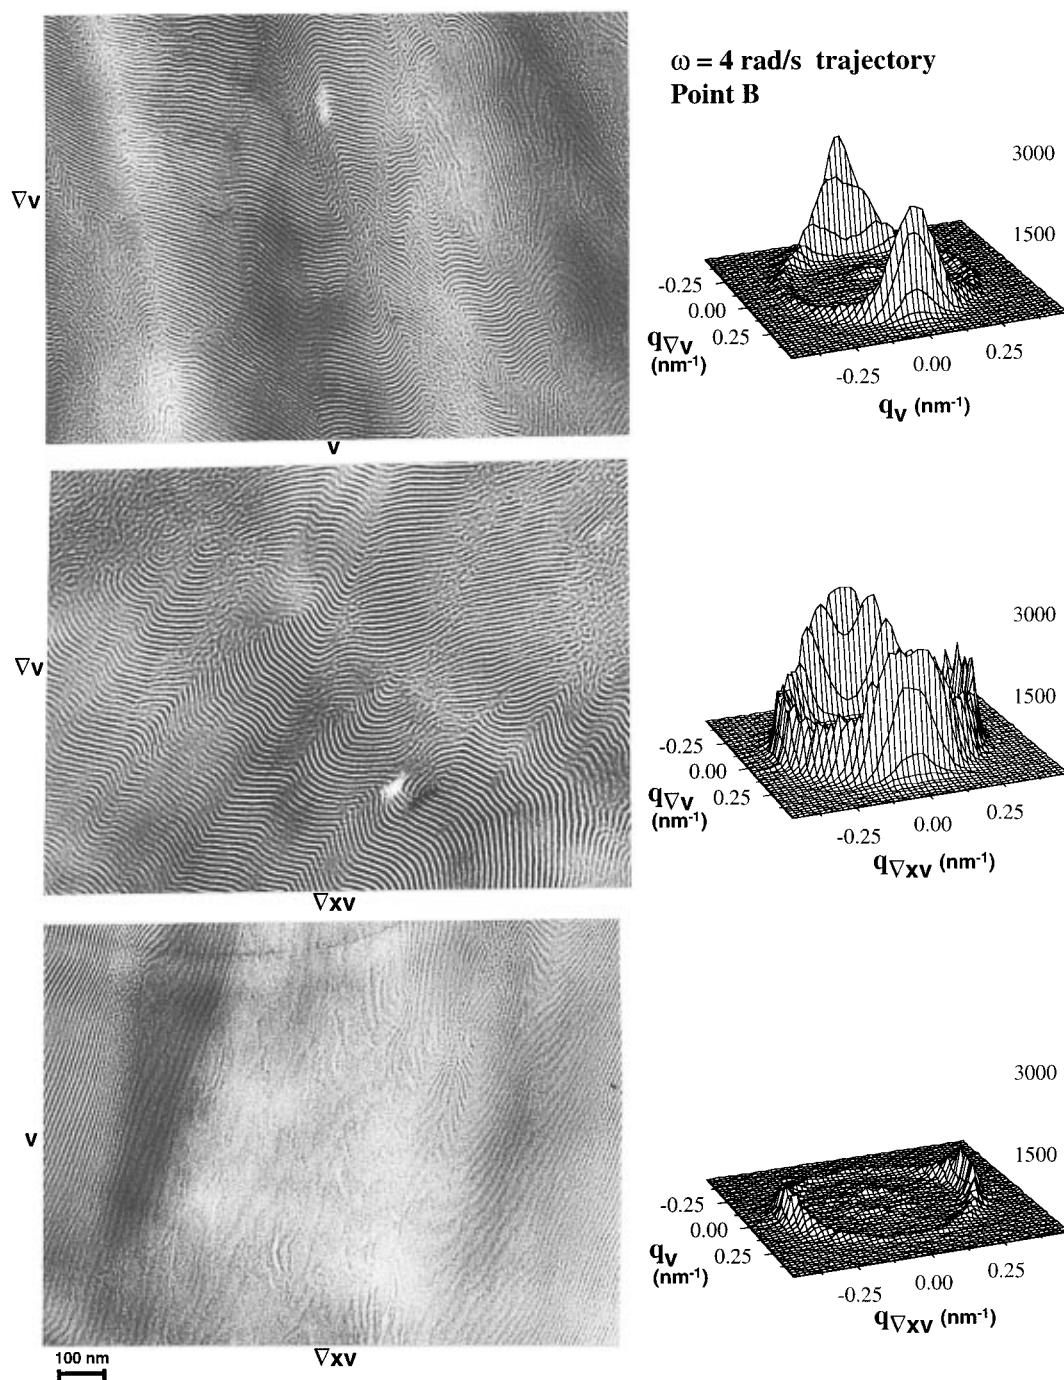 ω = 4 rad/s trajectory
Point B
∇v
v
3000
1500
-0.25
0.00
0.25
q∇v
(nm-1)
-0.25
0.00
0.25
qv (nm-1)
∇v
∇xv
3000
1500
-0.25
0.00
0.25
q∇v
(nm-1)
-0.25
0.00
0.25
q∇xv (nm-1)
v
∇xv
3000
1500
-0.25
0.00
0.25
qv
(nm-1)
-0.25
0.00
0.25
q∇xv (nm-1)
100 nm